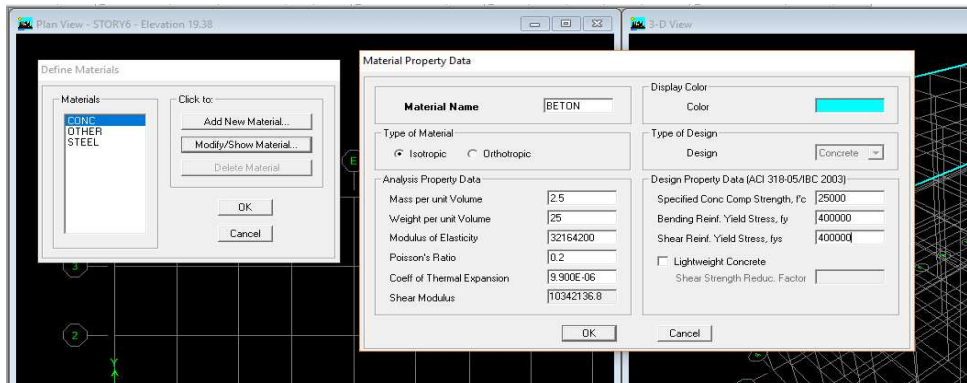 Plan View - STORY6 - Elevation 19.38
3-D View
Define Materials
Materials
CONC
OTHER
STEEL
Click to:
Add New Material...
Modify/Show Material...
Delete Material
OK
Cancel
E
3
2
Y
Material Property Data
Material Name
BETON
Display Color
Color
Type of Material
Isotropic
Orthotropic
Type of Design
Design
Concrete
Analysis Property Data
Mass per unit Volume
2.5
Weight per unit Volume
25
Modulus of Elasticity
32164200
Poisson's Ratio
0.2
Coeff of Thermal Expansion
9.900E-06
Shear Modulus
10342136.8
Design Property Data (ACI 318-05/IBC 2003)
Specified Conc Comp Strength, f'c
25000
Bending Reinf. Yield Stress, fy
400000
Shear Reinf. Yield Stress, fys
400000
Lightweight Concrete
Shear Strength Reduc. Factor
OK
Cancel